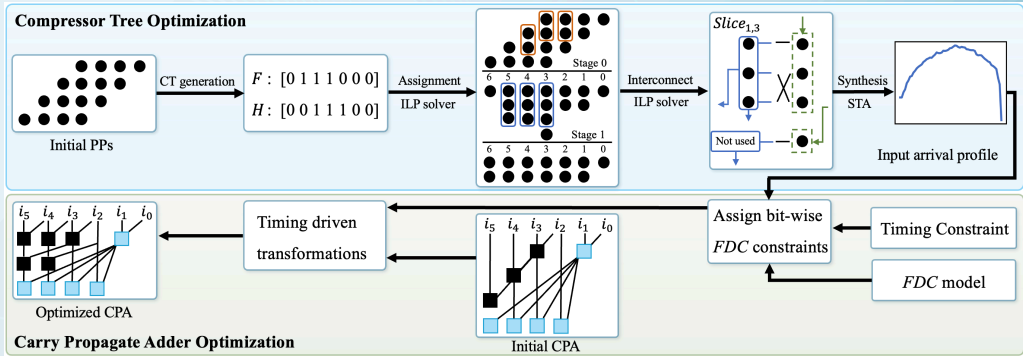 Compressor Tree Optimization
Initial PPs
CT generation
F : [0 1 1 1 0 0 0]
H : [0 0 1 1 1 0 0]
Assignment
ILP solver
Stage 0
6 5 4 3 2 1 0
Stage 1
6 5 4 3 2 1 0
Interconnect
ILP solver
Slice1,3
Not used
Synthesis
STA
Input arrival profile
i5 i4 i3 i2 i1 i0
Optimized CPA
Timing driven
transformations
i5 i4 i3 i2 i1 i0
Initial CPA
Assign bit-wise
FDC constraints
Timing Constraint
FDC model
Carry Propagate Adder Optimization